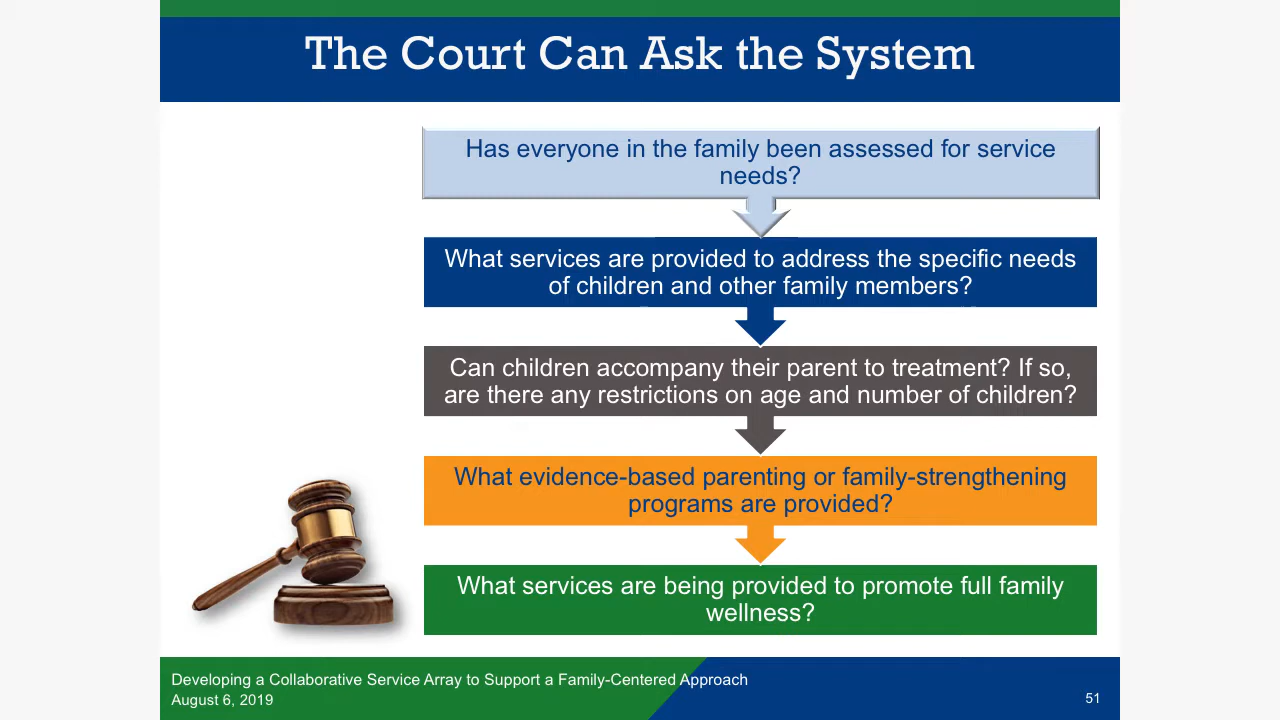 The Court Can Ask the System
Has everyone in the family been assessed for service
needs?
What services are provided to address the specific needs
of children and other family members?
Can children accompany their parent to treatment? If so,
are there any restrictions on age and number of children?
What evidence-based parenting or family-strengthening
programs are provided?
What services are being provided to promote full family
wellness?
Developing a Collaborative Service Array to Support a Family-Centered Approach
August 6, 2019
51